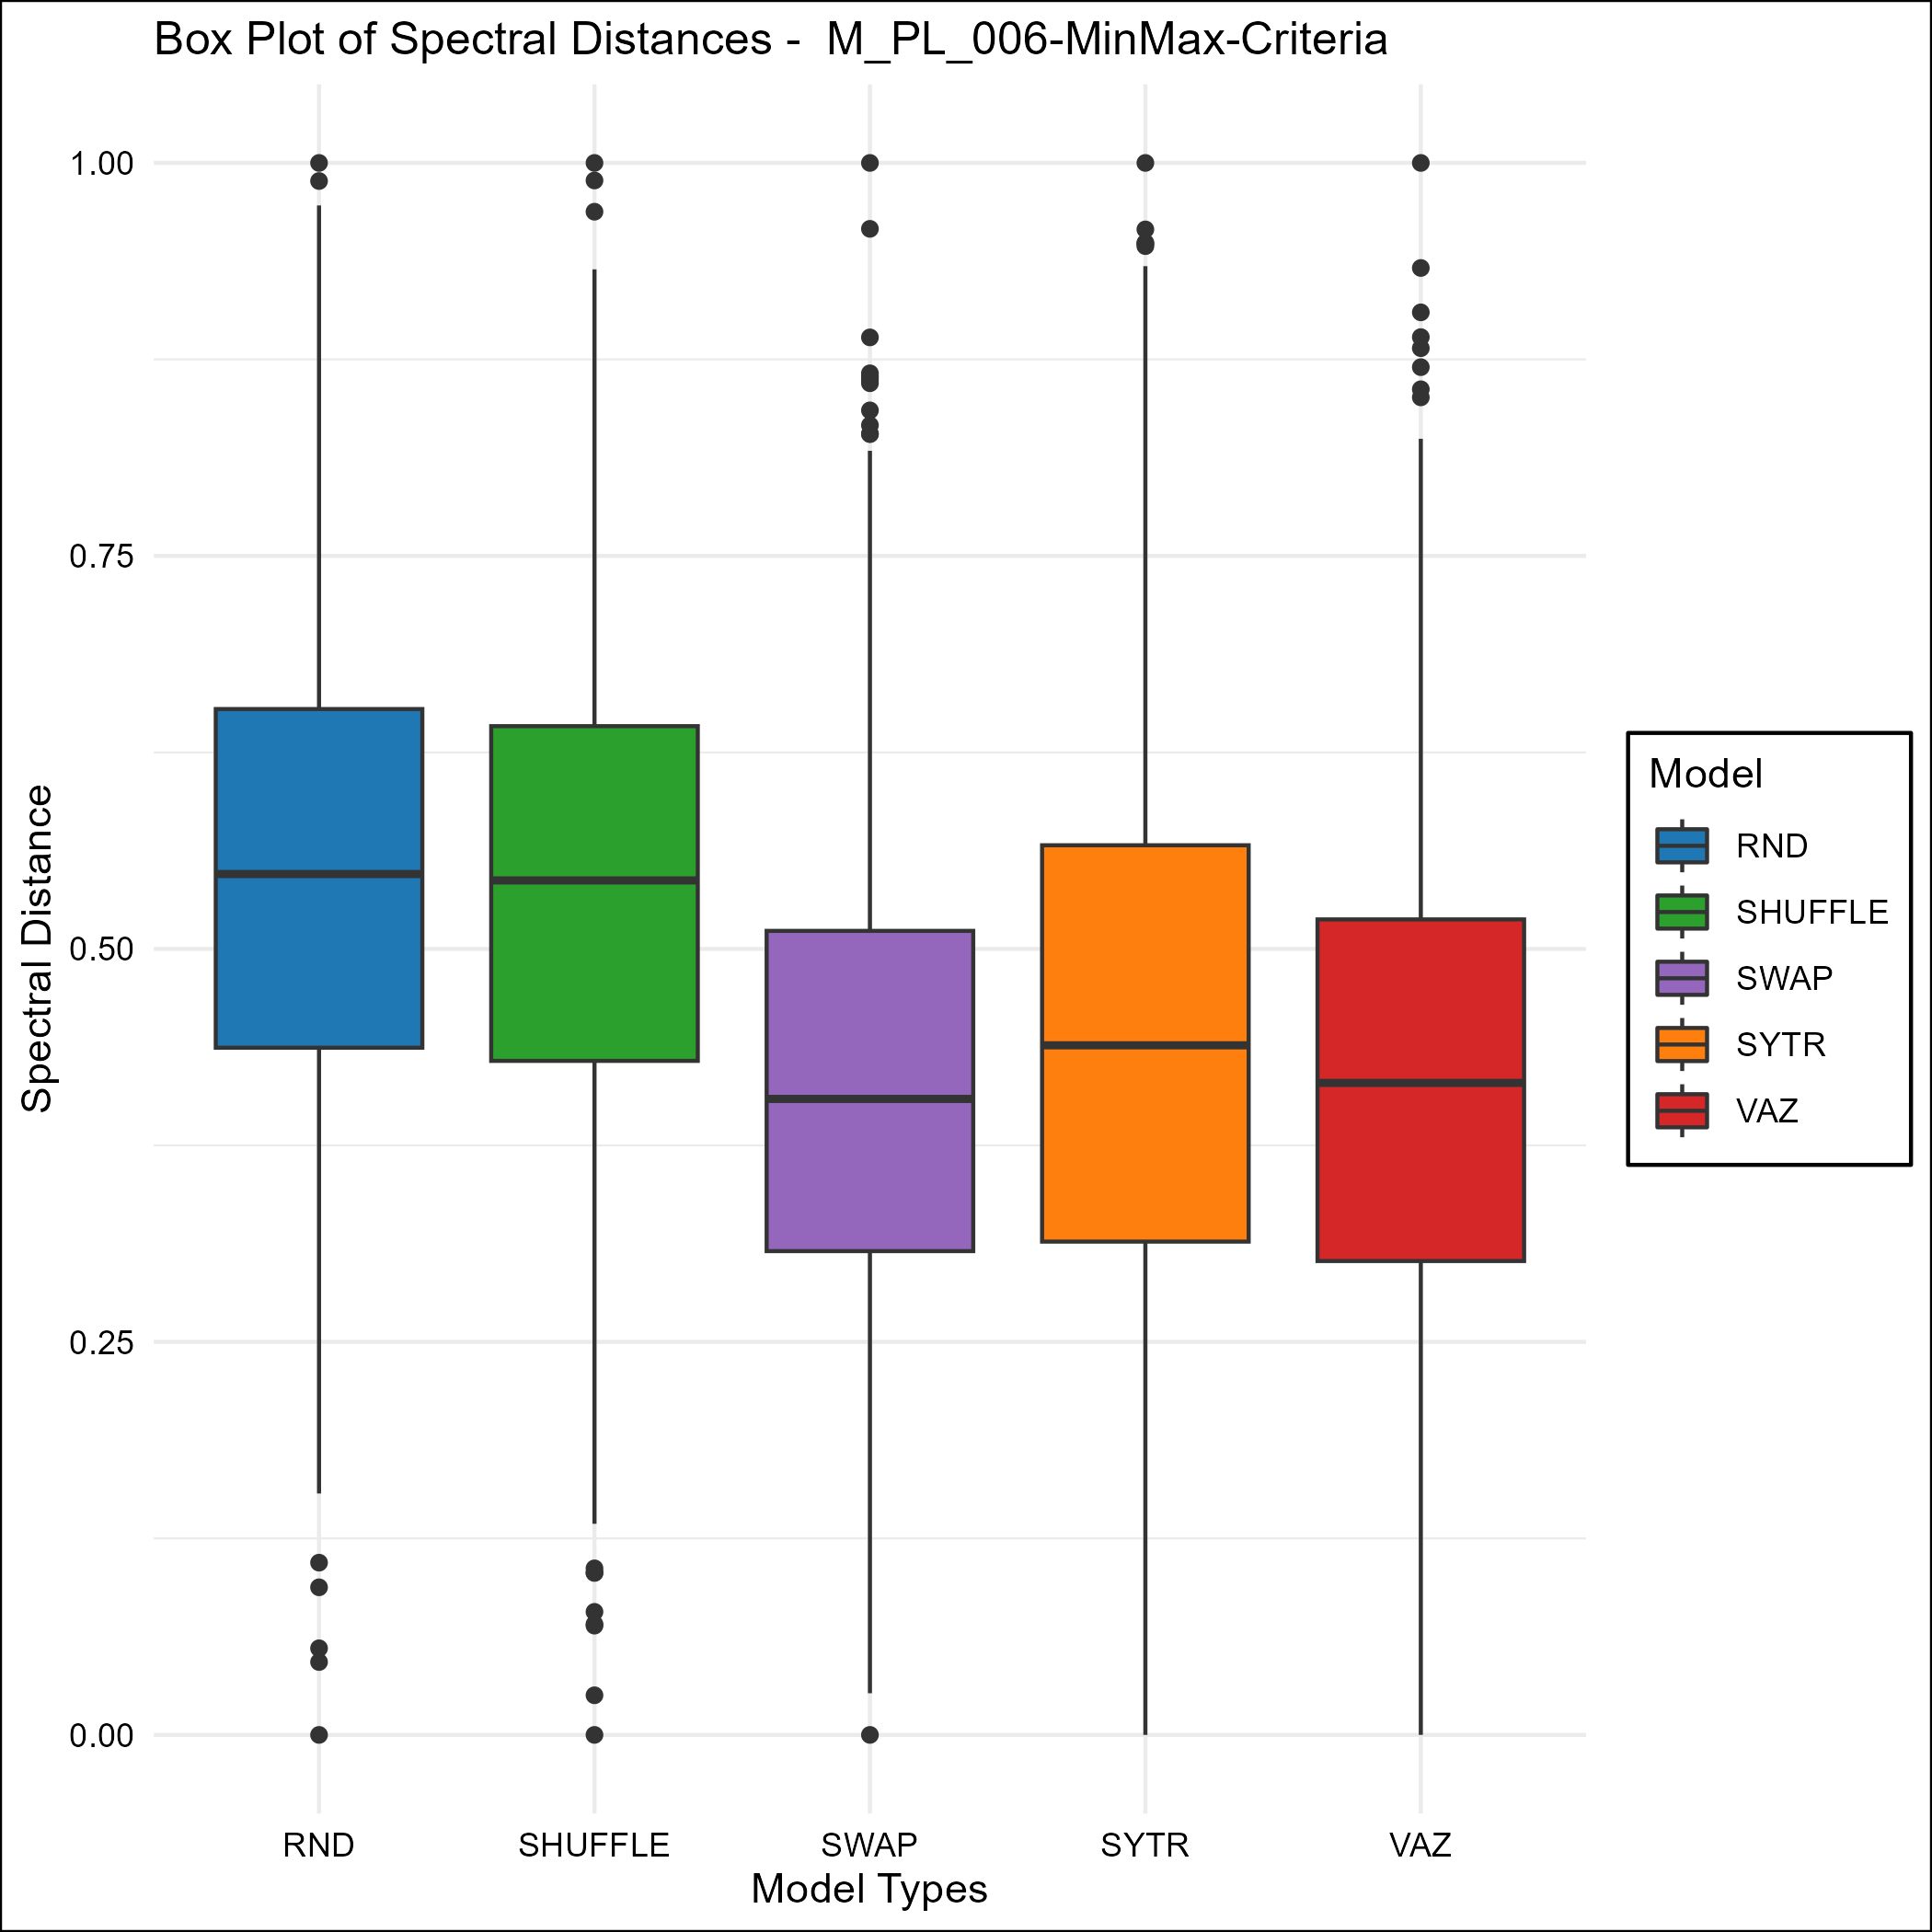 Box Plot of Spectral Distances -  M_PL_006-MinMax-Criteria
1.00
0.75
0.50
0.25
0.00
Spectral Distance
RND
SHUFFLE
SWAP
SYTR
VAZ
Model Types
Model
RND
SHUFFLE
SWAP
SYTR
VAZ